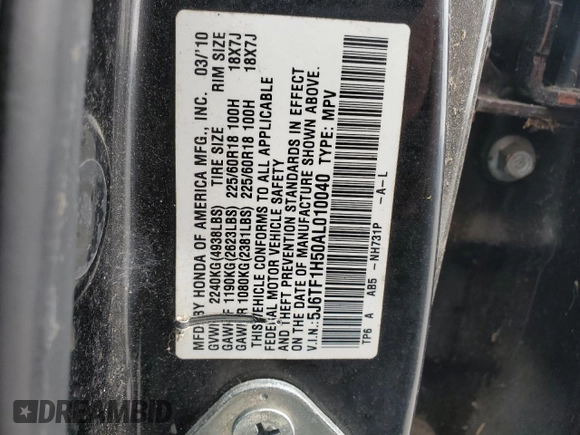 MFD. BY HONDA OF AMERICA MFG., INC. 03/'10
GVWR 2240KG(4938LBS) TIRE SIZE RIM SIZE
GAWR F 1190KG(2623LBS) 225/60R18 100H 18X7J
GAWR R 1080KG(2381LBS) 225/60R18 100H 18X7J
THIS VEHICLE CONFORMS TO ALL APPLICABLE
FEDERAL MOTOR VEHICLE SAFETY
AND THEFT PREVENTION STANDARDS IN EFFECT
ON THE DATE OF MANUFACTURE SHOWN ABOVE.
V.I.N.: 5J6TF1H50AL010040 TYPE: MPV
TP6 A AB5 -NH731P -A-L
DREAMBID